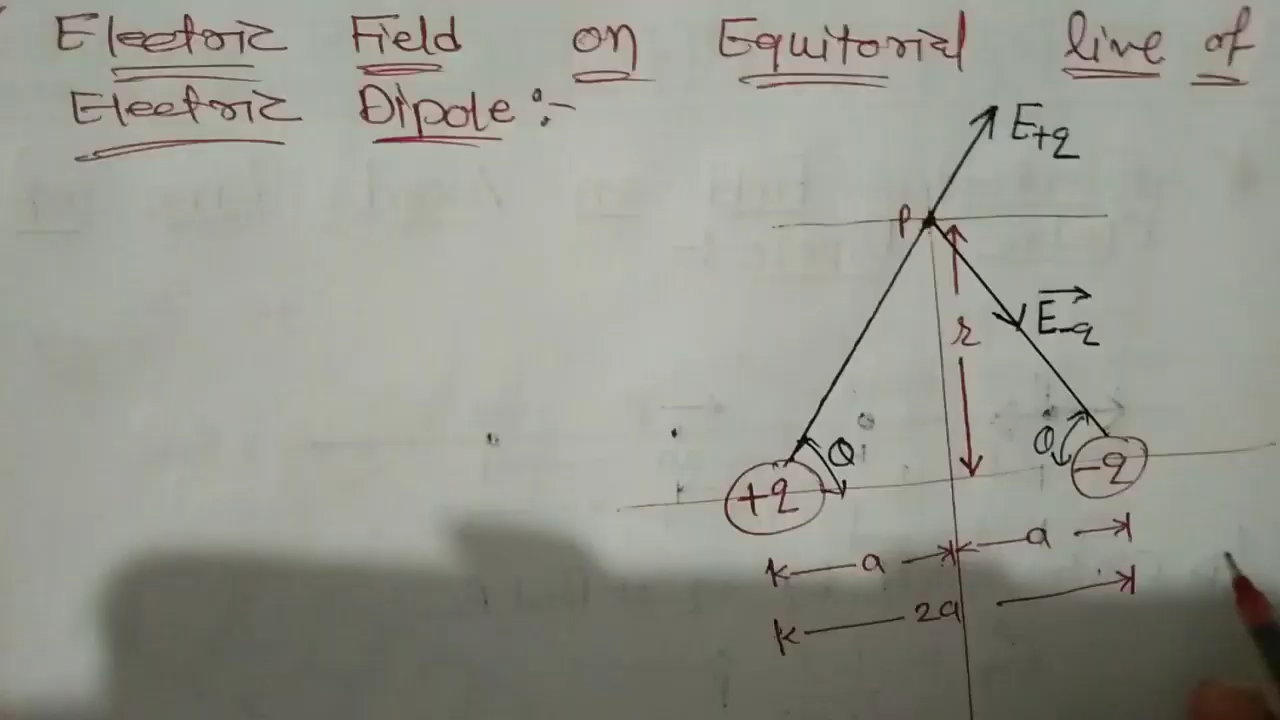 Electric Field on Equitorial line of
Electric Dipole :-
E+q
P
E-q
r
θ
θ
+q
-q
a
a
2a